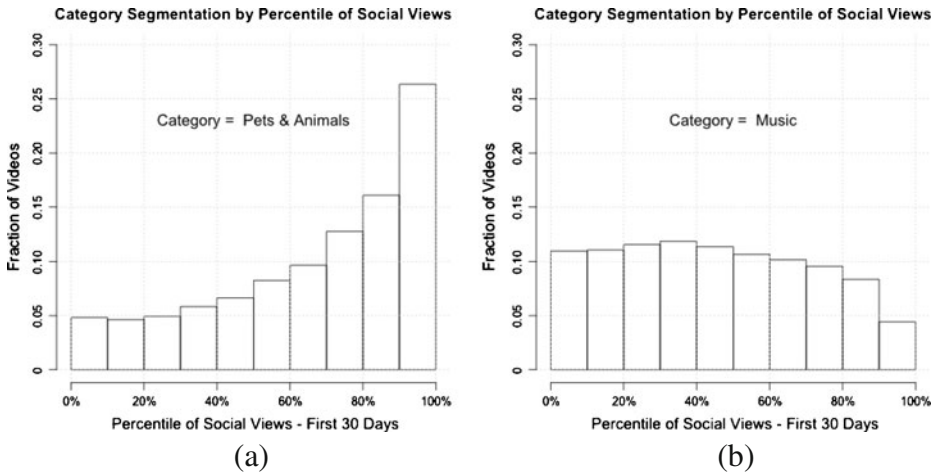 Category Segmentation by Percentile of Social Views
0.30
0.25
0.20
0.15
0.10
0.05
0
Fraction of Videos
Category = Pets & Animals
0%
20%
40%
60%
80%
100%
Percentile of Social Views - First 30 Days
(a)
Category Segmentation by Percentile of Social Views
0.30
0.25
0.20
0.15
0.10
0.05
0
Fraction of Videos
Category = Music
0%
20%
40%
60%
80%
100%
Percentile of Social Views - First 30 Days
(b)